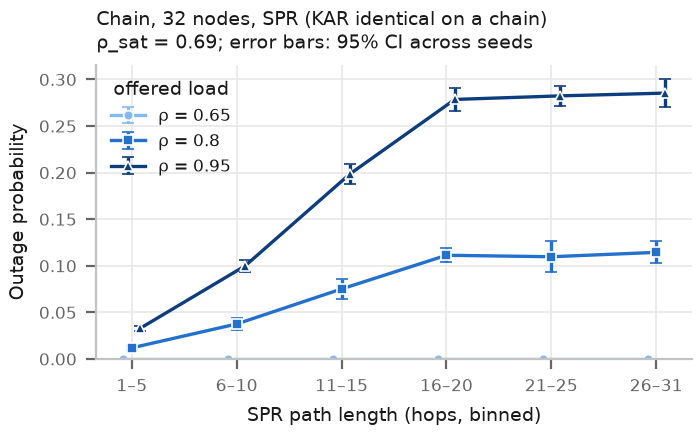 Chain, 32 nodes, SPR (KAR identical on a chain)
ρ_sat = 0.69; error bars: 95% CI across seeds
offered load
ρ = 0.65
ρ = 0.8
ρ = 0.95
Outage probability
0.30
0.25
0.20
0.15
0.10
0.05
0.00
1–5
6–10
11–15
16–20
21–25
26–31
SPR path length (hops, binned)